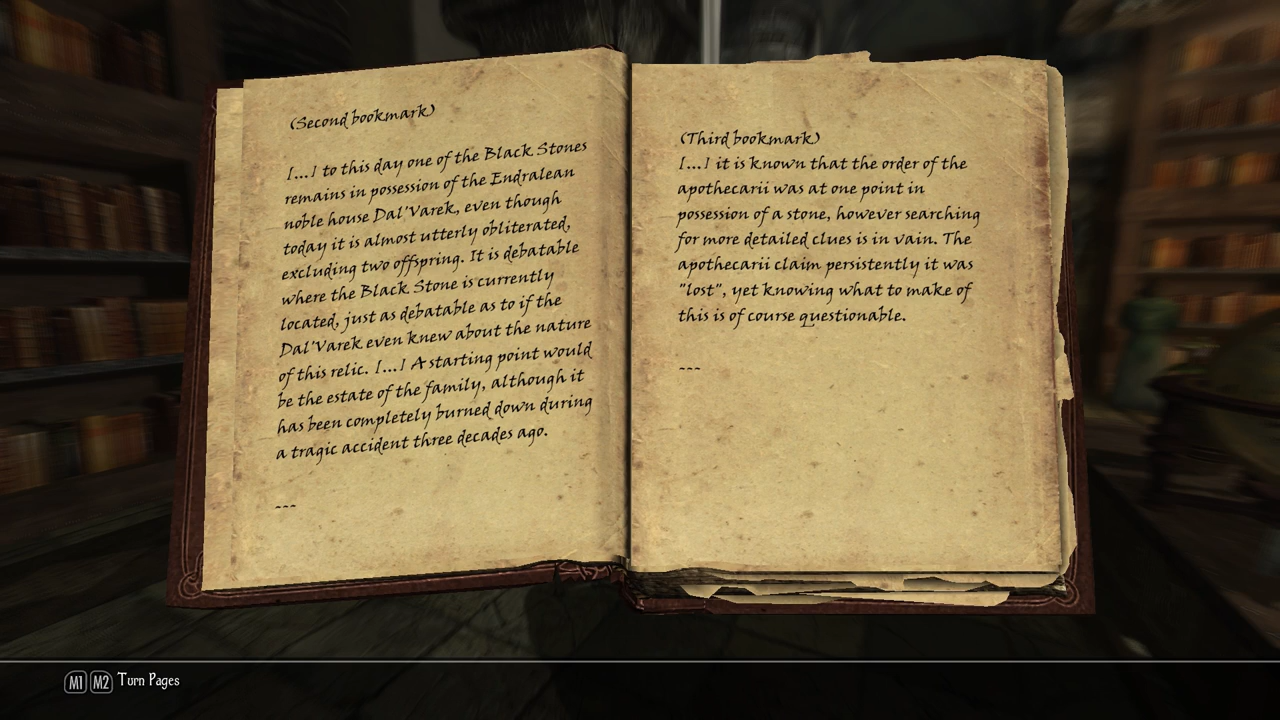 (Second bookmark)
[...] to this day one of the Black Stones
remains in possession of the Endralean
noble house Dal'Varek, even though
today it is almost utterly obliterated,
excluding two offspring. It is debatable
where the Black Stone is currently
located, just as debatable as to if the
Dal'Varek even knew about the nature
of this relic. [...] A starting point would
be the estate of the family, although it
has been completely burned down during
a tragic accident three decades ago.
---
(Third bookmark)
[...] it is known that the order of the
apothecarii was at one point in
possession of a stone, however searching
for more detailed clues is in vain. The
apothecarii claim persistently it was
"lost", yet knowing what to make of
this is of course questionable.
---
M1 M2 Turn Pages